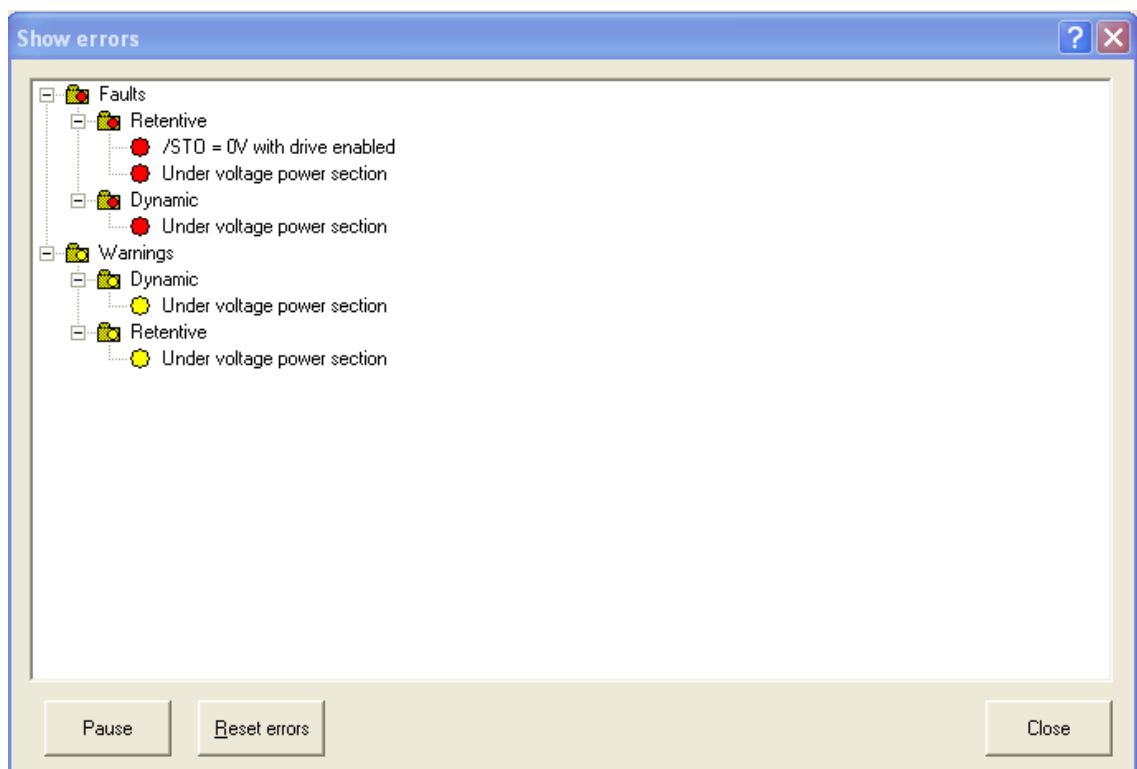 Show errors
Faults
Retentive
/STO = 0V with drive enabled
Under voltage power section
Dynamic
Under voltage power section
Warnings
Dynamic
Under voltage power section
Retentive
Under voltage power section
Pause Reset errors Close